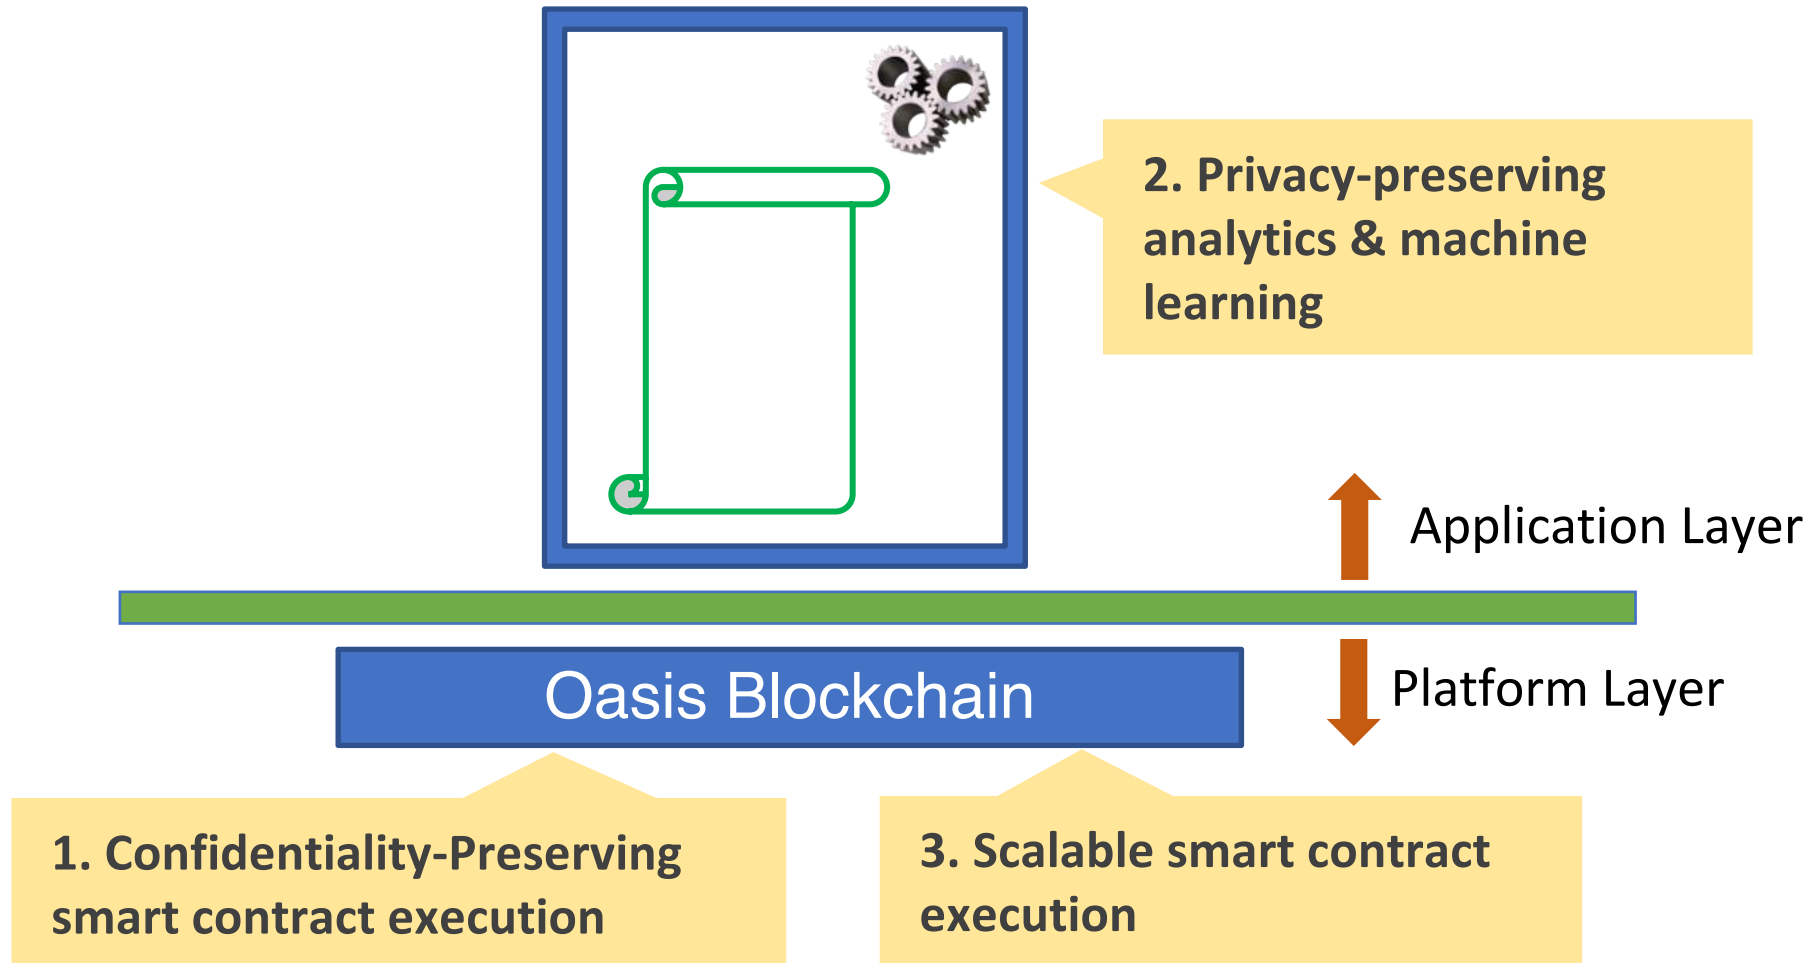 2. Privacy-preserving
analytics & machine
learning
Application Layer
Oasis Blockchain
Platform Layer
1. Confidentiality-Preserving
smart contract execution
3. Scalable smart contract
execution